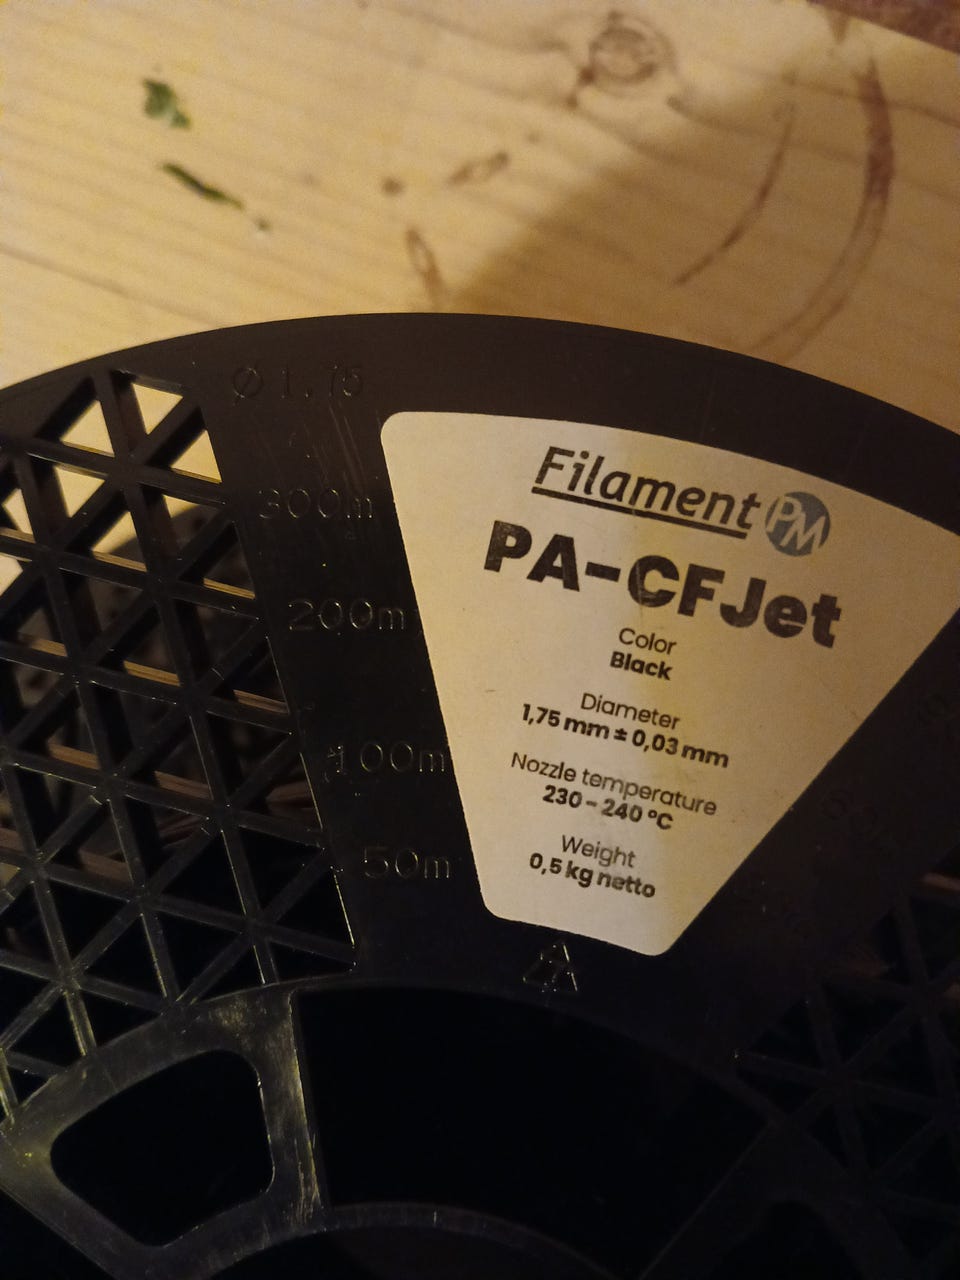 Ø 1.75
300m
200m
100m
50m
Filament PM
PA-CFJet
Color
Black
Diameter
1,75 mm ± 0,03 mm
Nozzle temperature
230 – 240 °C
Weight
0,5 kg netto